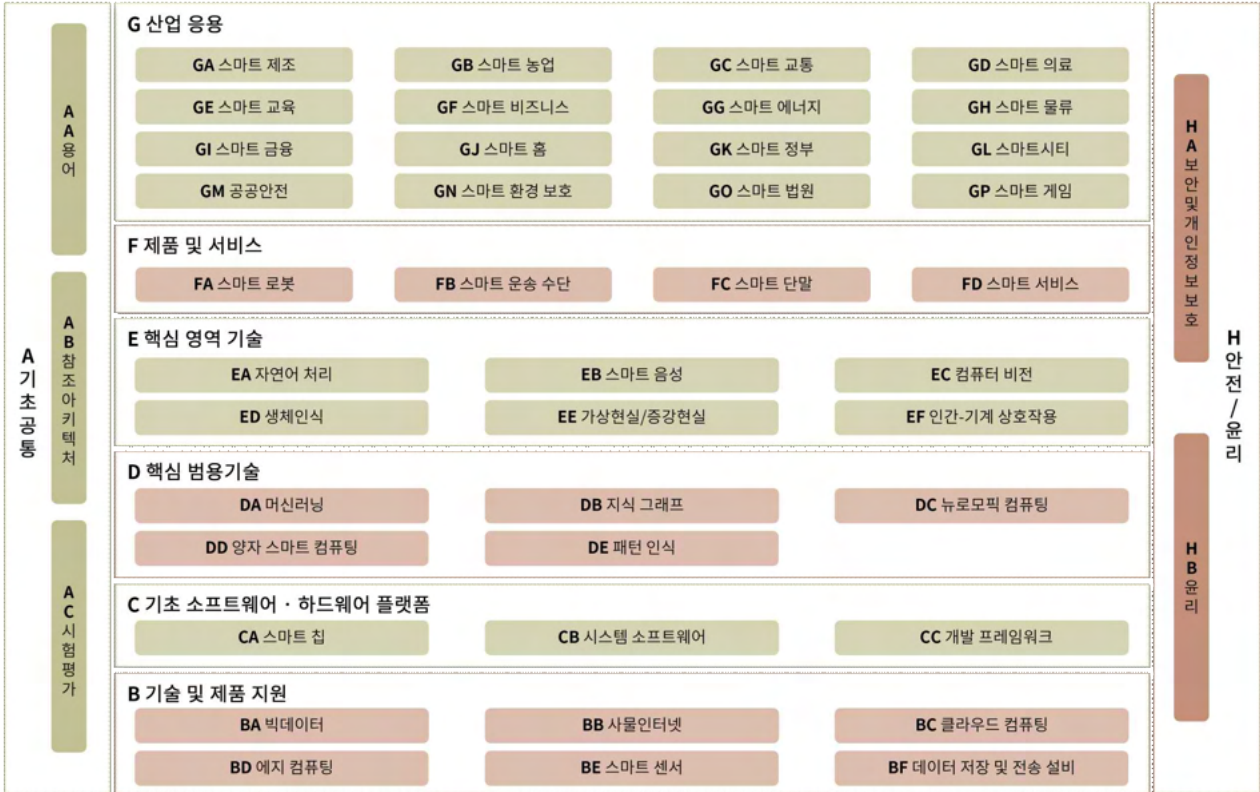 A 기초공통
AA 용어
AB 참조아키텍처
AC 시험평가
G 산업 응용
GA 스마트 제조
GB 스마트 농업
GC 스마트 교통
GD 스마트 의료
GE 스마트 교육
GF 스마트 비즈니스
GG 스마트 에너지
GH 스마트 물류
GI 스마트 금융
GJ 스마트 홈
GK 스마트 정부
GL 스마트시티
GM 공공안전
GN 스마트 환경 보호
GO 스마트 법원
GP 스마트 게임
F 제품 및 서비스
FA 스마트 로봇
FB 스마트 운송 수단
FC 스마트 단말
FD 스마트 서비스
E 핵심 영역 기술
EA 자연어 처리
EB 스마트 음성
EC 컴퓨터 비전
ED 생체인식
EE 가상현실/증강현실
EF 인간-기계 상호작용
D 핵심 범용기술
DA 머신러닝
DB 지식 그래프
DC 뉴로모픽 컴퓨팅
DD 양자 스마트 컴퓨팅
DE 패턴 인식
C 기초 소프트웨어 · 하드웨어 플랫폼
CA 스마트 칩
CB 시스템 소프트웨어
CC 개발 프레임워크
B 기술 및 제품 지원
BA 빅데이터
BB 사물인터넷
BC 클라우드 컴퓨팅
BD 에지 컴퓨팅
BE 스마트 센서
BF 데이터 저장 및 전송 설비
HA 보안및개인정보보호
HB 윤리
H 안전/윤리